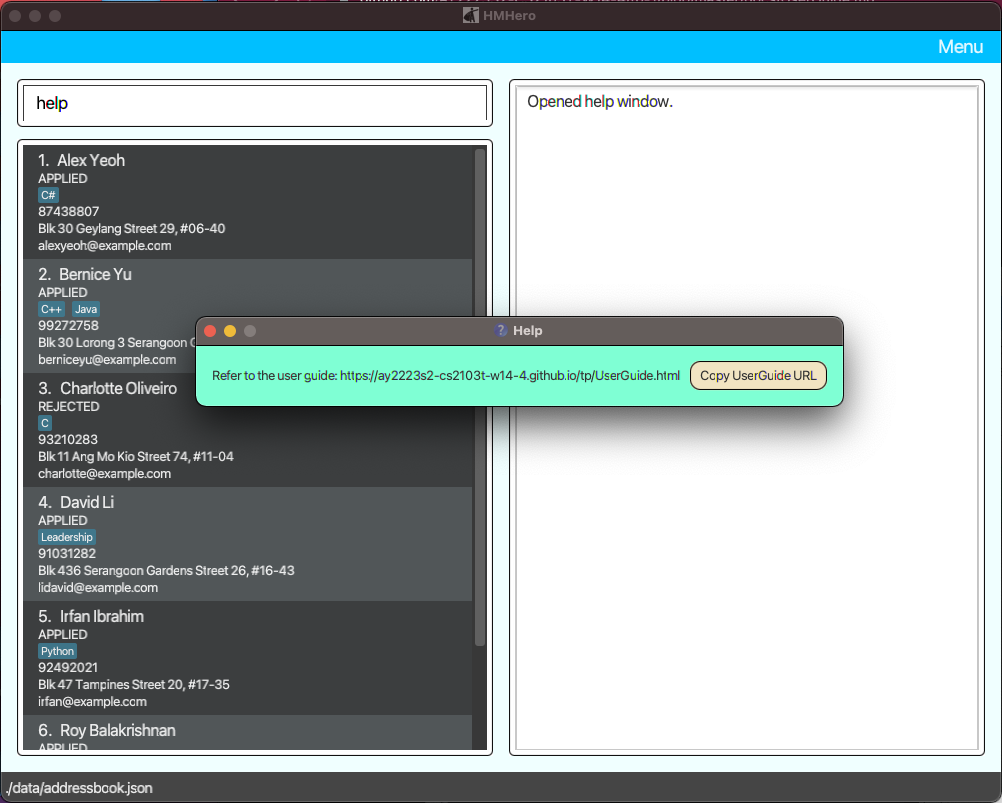 HMHero
Menu
help
Opened help window.
1. Alex Yeoh
APPLIED
C#
87438807
Blk 30 Geylang Street 29, #06-40
alexyeoh@example.com
2. Bernice Yu
APPLIED
C++ Java
99272758
Blk 30 Lorong 3 Serangoon
berniceyu@example.com
Help
Refer to the user guide: https://ay2223s2-cs2103t-w14-4.github.io/tp/UserGuide.html
Copy UserGuide URL
3. Charlotte Oliveiro
REJECTED
C
93210283
Blk 11 Ang Mo Kio Street 74, #11-04
charlotte@example.com
4. David Li
APPLIED
Leadership
91031282
Blk 436 Serangoon Gardens Street 26, #16-43
lidavid@example.com
5. Irfan Ibrahim
APPLIED
Python
92492021
Blk 47 Tampines Street 20, #17-35
irfan@example.com
6. Roy Balakrishnan
APPLIED
./data/addressbook.json